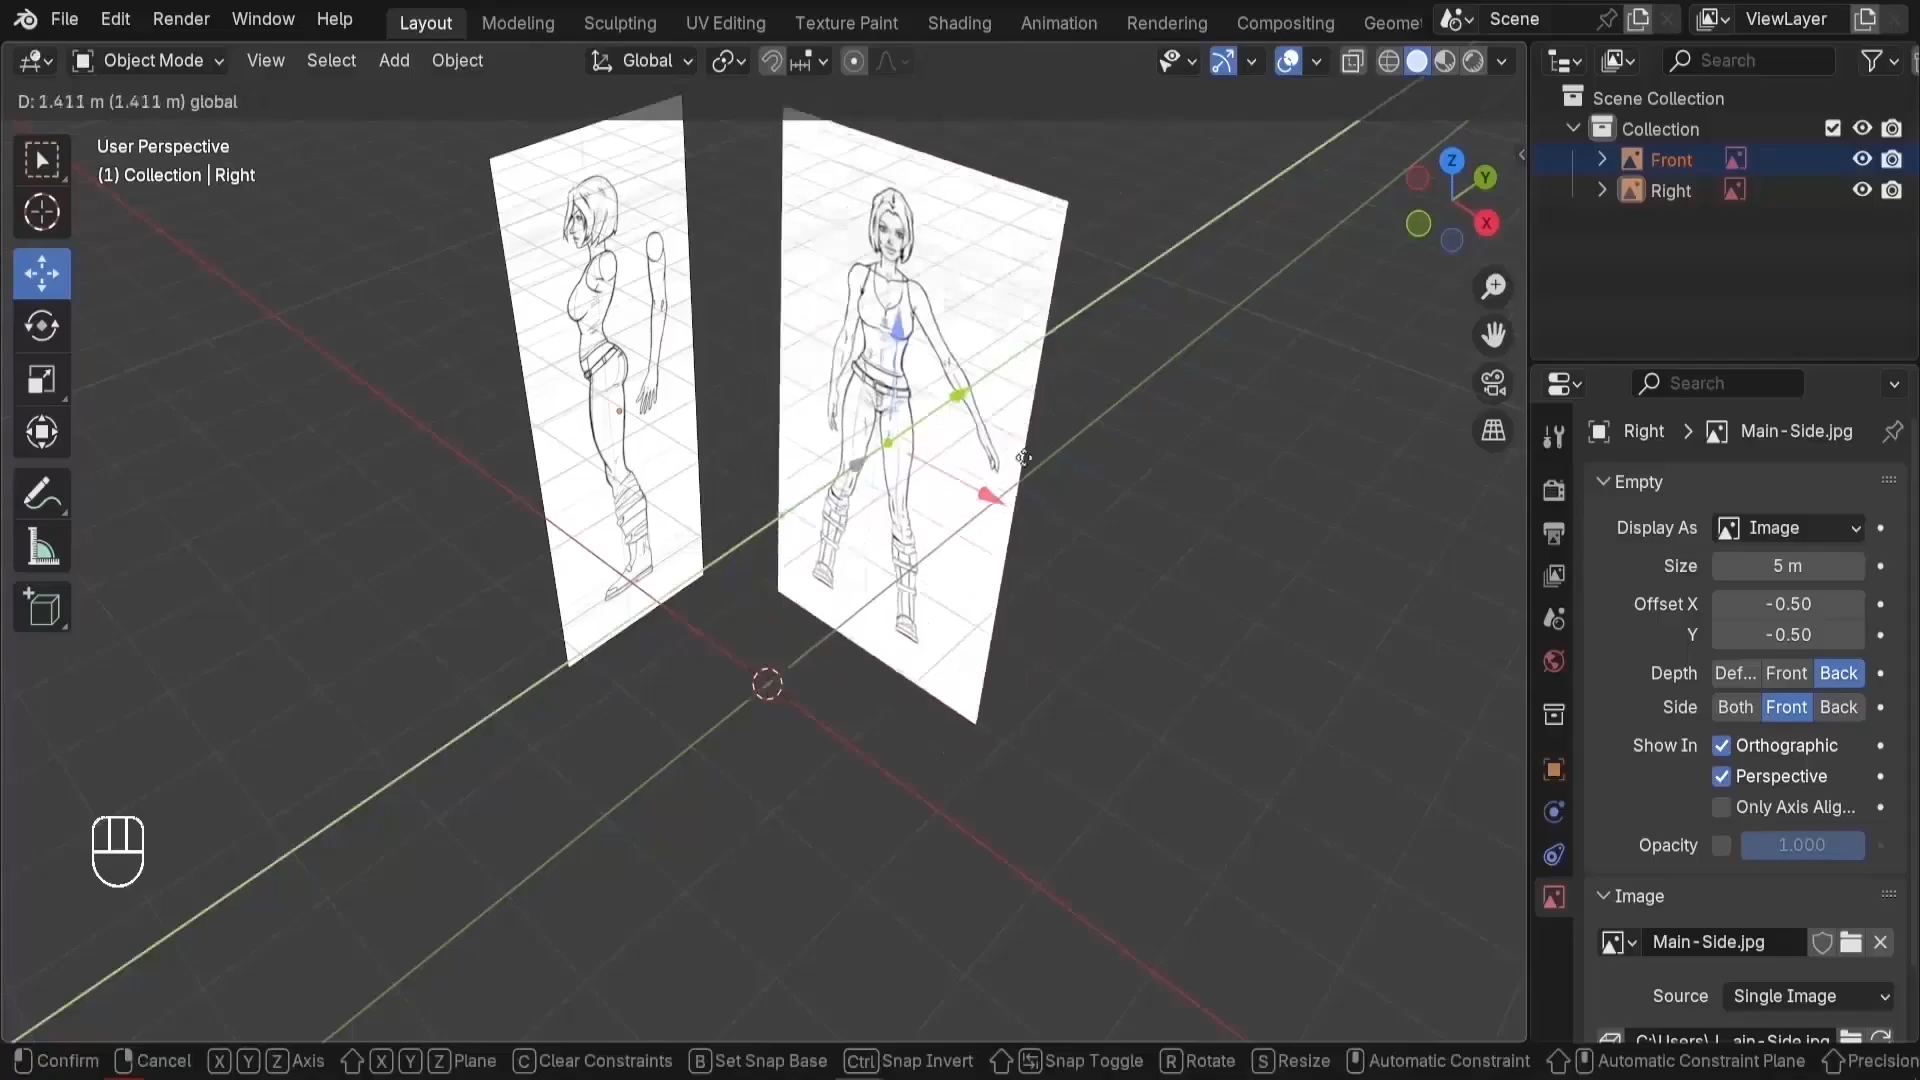 File Edit Render Window Help Layout Modeling Sculpting UV Editing Texture Paint Shading Animation Rendering Compositing Geomet Scene ViewLayer
Object Mode View Select Add Object Global Search
D: 1.411 m (1.411 m) global
User Perspective
(1) Collection | Right
Z
Y
X
Scene Collection
Collection
Front
Right
Search
Right Main-Side.jpg
Empty
Display As Image
Size 5 m
Offset X -0.50
Y -0.50
Depth Def... Front Back
Side Both Front Back
Show In Orthographic
Perspective
Only Axis Alig...
Opacity 1.000
Image
Main-Side.jpg
Source Single Image
C:\Users\ l...ain-Side.jpg
Confirm Cancel X Y Z Axis X Y Z Plane C Clear Constraints B Set Snap Base Ctrl Snap Invert Snap Toggle R Rotate S Resize Automatic Constraint Automatic Constraint Plane Precision